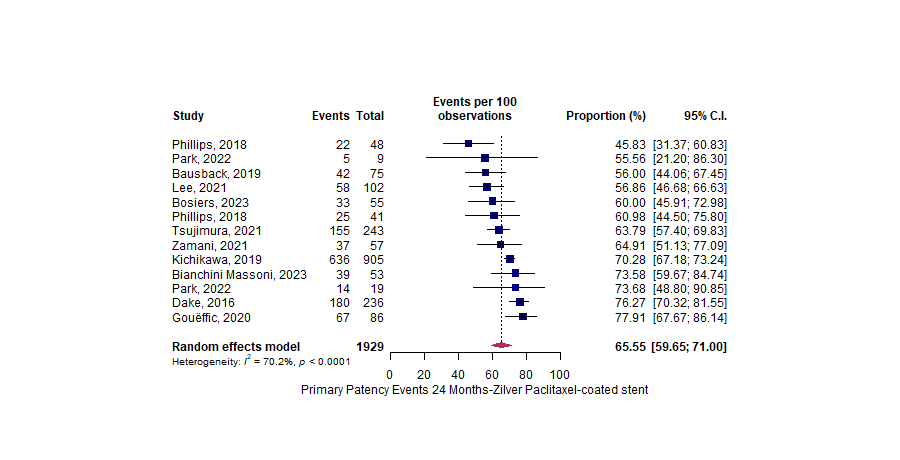 Events per 100
Study Events Total observations Proportion (%) 95% C.I.
Phillips, 2018 22 48 45.83 [31.37; 60.83]
Park, 2022 5 9 55.56 [21.20; 86.30]
Bausback, 2019 42 75 56.00 [44.06; 67.45]
Lee, 2021 58 102 56.86 [46.68; 66.63]
Bosiers, 2023 33 55 60.00 [45.91; 72.98]
Phillips, 2018 25 41 60.98 [44.50; 75.80]
Tsujimura, 2021 155 243 63.79 [57.40; 69.83]
Zamani, 2021 37 57 64.91 [51.13; 77.09]
Kichikawa, 2019 636 905 70.28 [67.18; 73.24]
Bianchini Massoni, 2023 39 53 73.58 [59.67; 84.74]
Park, 2022 14 19 73.68 [48.80; 90.85]
Dake, 2016 180 236 76.27 [70.32; 81.55]
Gouëffic, 2020 67 86 77.91 [67.67; 86.14]
Random effects model 1929 65.55 [59.65; 71.00]
Heterogeneity: I² = 70.2%, p < 0.0001
0 20 40 60 80 100
Primary Patency Events 24 Months-Zilver Paclitaxel-coated stent